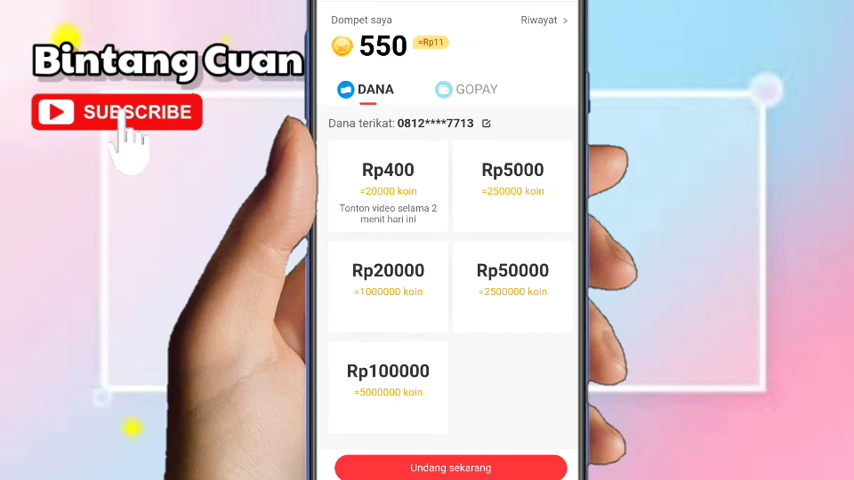 Bintang Cuan
SUBSCRIBE
Dompet saya
Riwayat >
550 ≈Rp11
DANA
GOPAY
Dana terikat: 0812****7713
Rp400
=20000 koin
Tonton video selama 2
menit hari ini
Rp5000
=250000 koin
Rp20000
=1000000 koin
Rp50000
=2500000 koin
Rp100000
=5000000 koin
Undang sekarang